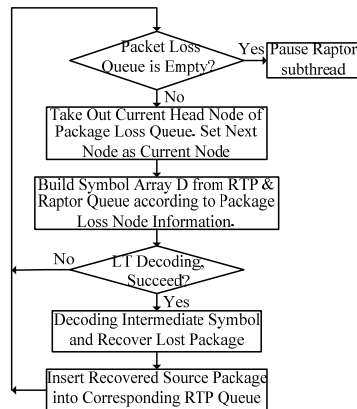 Packet Loss
Queue is Empty?
Yes
Pause Raptor
subthread
No
Take Out Current Head Node of
Package Loss Queue. Set Next
Node as Current Node
Build Symbol Array D from RTP &
Raptor Queue according to Package
Loss Node Information.
No
LT Decoding,
Succeed?
Yes
Decoding Intermediate Symbol
and Recover Lost Package
Insert Recovered Source Package
into Corresponding RTP Queue